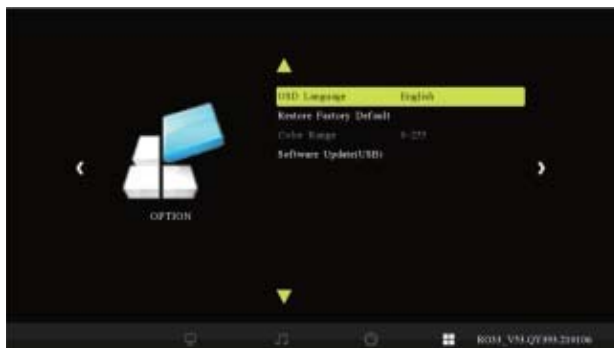 OSD Language English
Restore Factory Default
Color Range 0-255
Software Update(USB)
OPTION